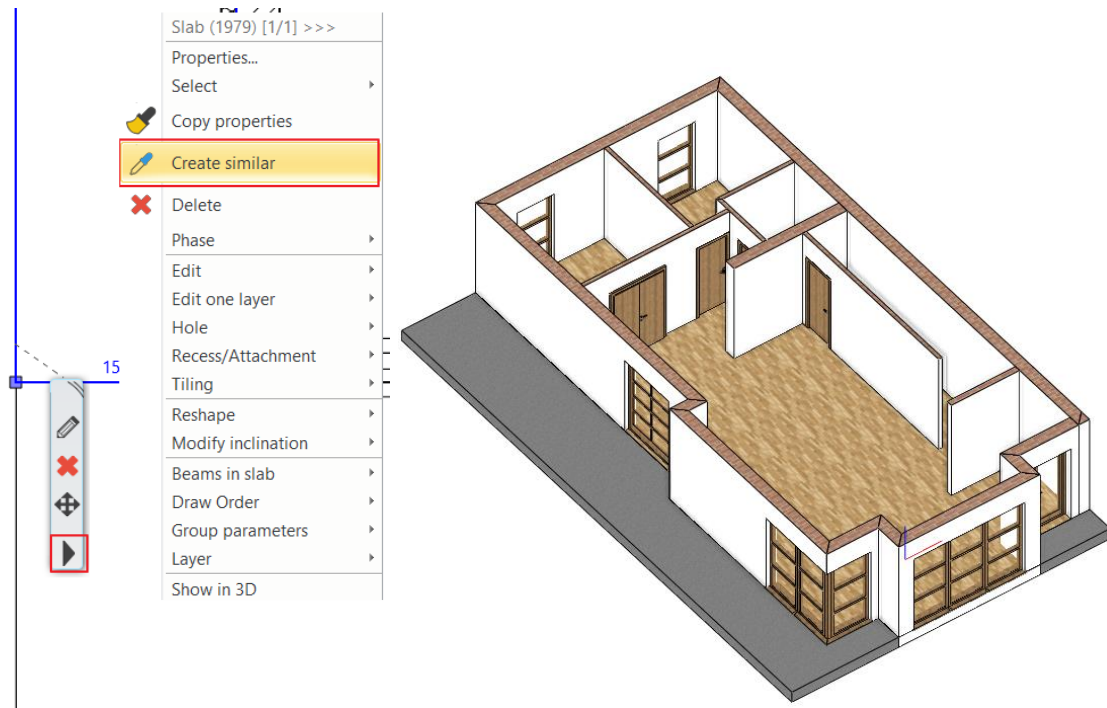 Slab (1979) [1/1] >>>
Properties...
Select
Copy properties
Create similar
Delete
Phase
Edit
Edit one layer
Hole
Recess/Attachment
Tiling
Reshape
Modify inclination
Beams in slab
Draw Order
Group parameters
Layer
Show in 3D
15